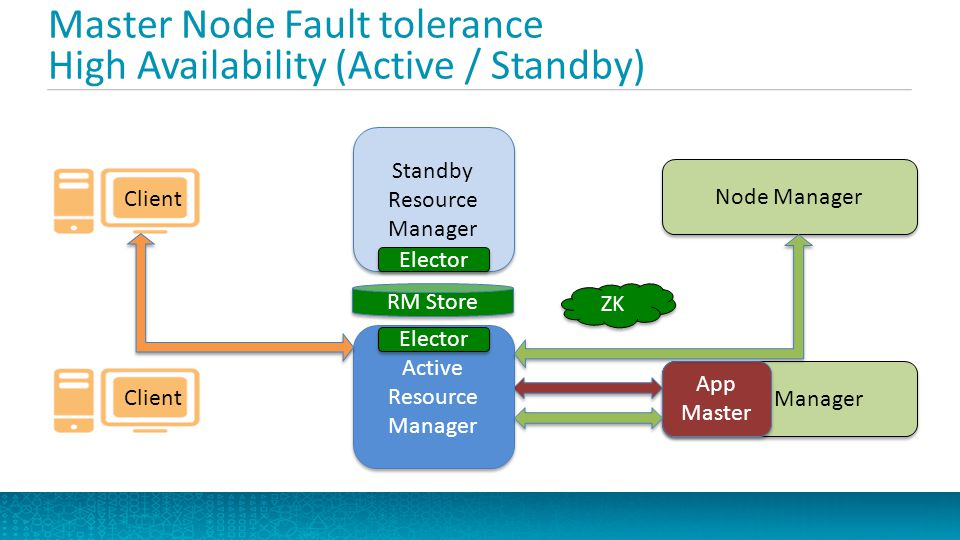 Master Node Fault tolerance
High Availability (Active / Standby)
Client
Standby
Resource
Manager
Elector
Node Manager
RM Store
ZK
Elector
Active
Resource
Manager
Client
App
Master
Manager